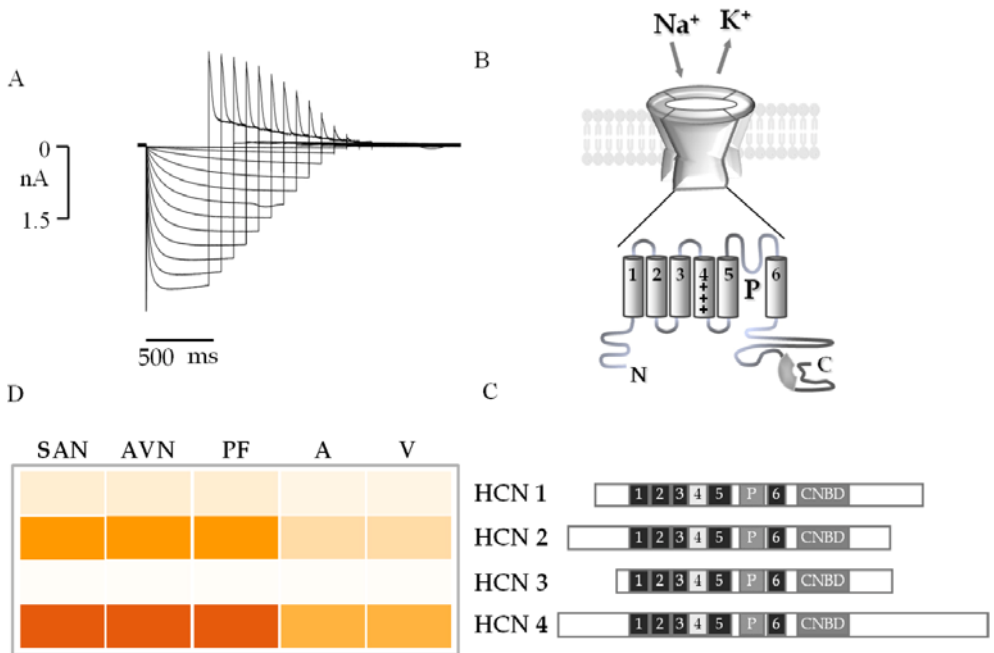 A
0
nA
1.5
500 ms
B
Na⁺ K⁺
1 2 3 4 5 P 6
+
+
+
N
C
D
SAN AVN PF A V
C
HCN 1 1 2 3 4 5 P 6 CNBD
HCN 2 1 2 3 4 5 P 6 CNBD
HCN 3 1 2 3 4 5 P 6 CNBD
HCN 4 1 2 3 4 5 P 6 CNBD